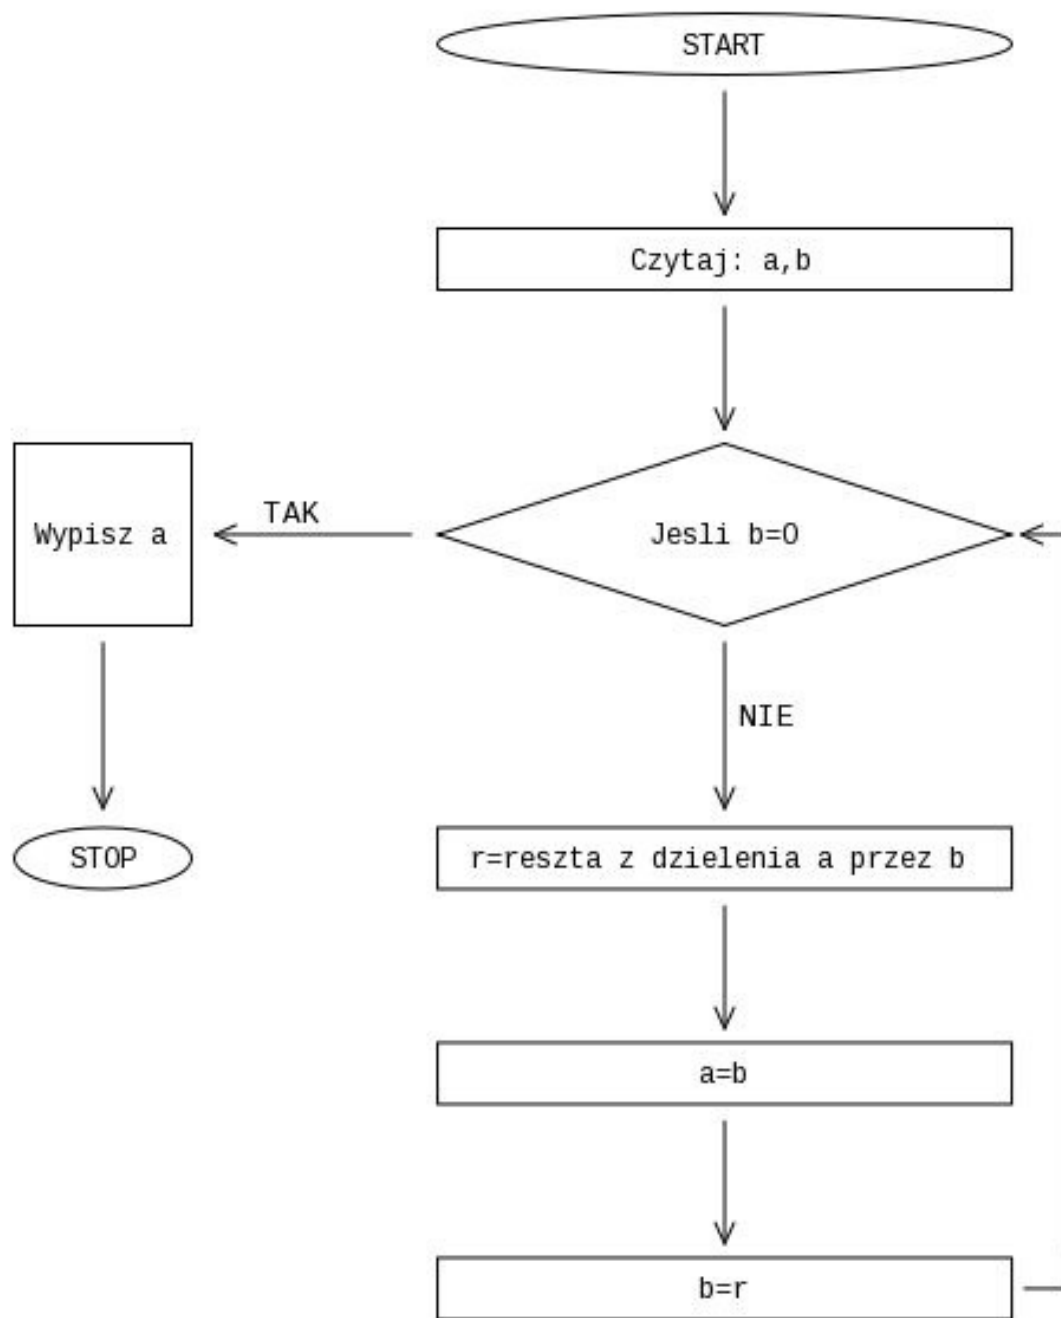 START
Czytaj: a,b
Jesli b=0
TAK
Wypisz a
NIE
STOP
r=reszta z dzielenia a przez b
a=b
b=r